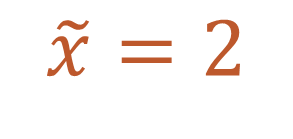 x̃ = 2